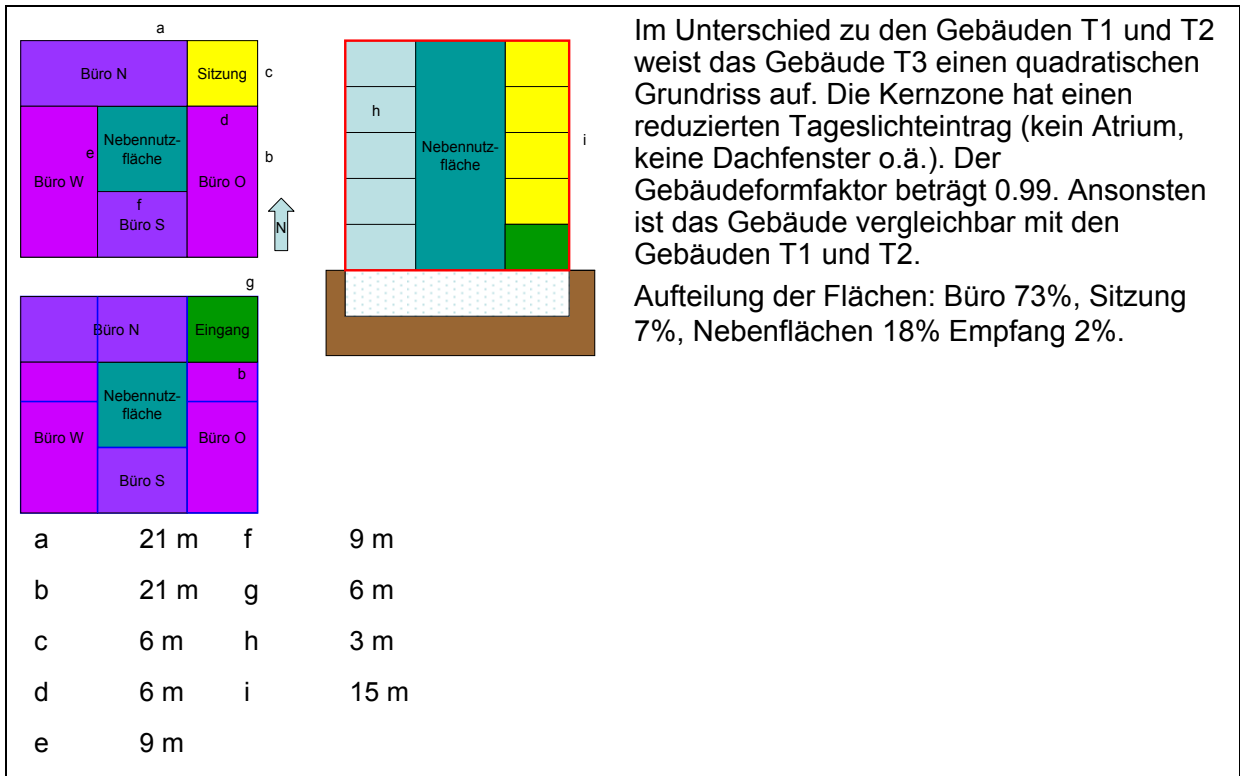 a
Büro N
Sitzung
c
d
Nebennutz-
fläche
e
b
Büro W
Büro O
f
Büro S
N
g
Büro N
Eingang
b
Nebennutz-
fläche
Büro W
Büro O
Büro S
h
Nebennutz-
fläche
i
Im Unterschied zu den Gebäuden T1 und T2
weist das Gebäude T3 einen quadratischen
Grundriss auf. Die Kernzone hat einen
reduzierten Tageslichteintrag (kein Atrium,
keine Dachfenster o.ä.). Der
Gebäudeformfaktor beträgt 0.99. Ansonsten
ist das Gebäude vergleichbar mit den
Gebäuden T1 und T2.
Aufteilung der Flächen: Büro 73%, Sitzung
7%, Nebenflächen 18% Empfang 2%.
a 21 m f 9 m
b 21 m g 6 m
c 6 m h 3 m
d 6 m i 15 m
e 9 m